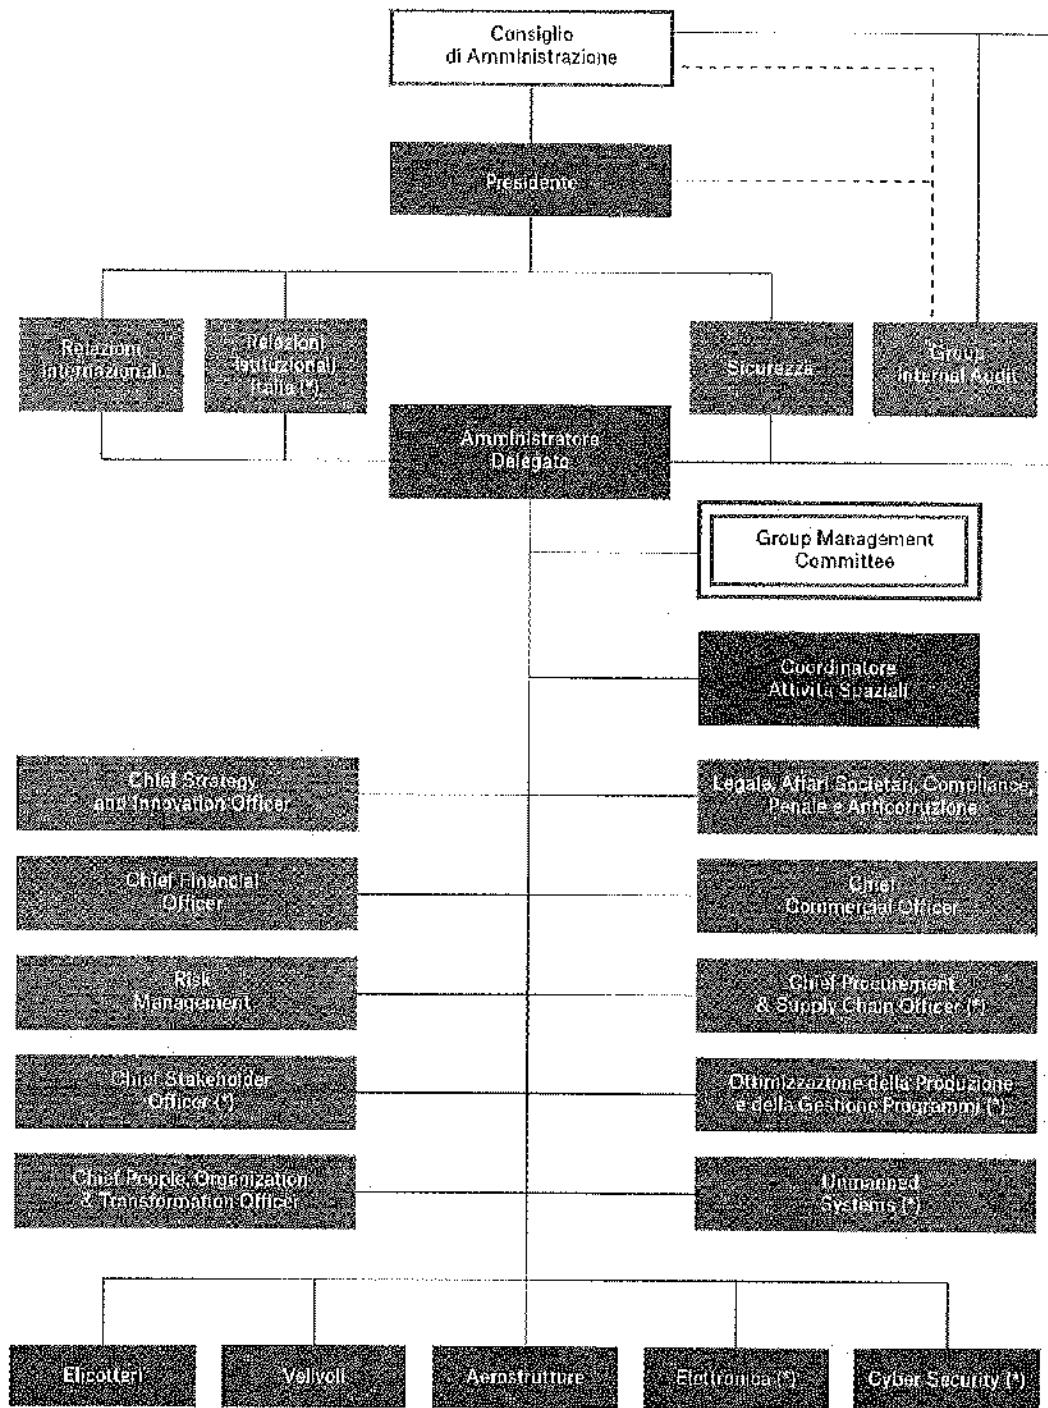 Consiglio
di Amministrazione
Presidente
Relazioni
Internazionali
Relazioni
Istituzionali
Italia (*)
Sicurezza
Group
Internal Audit
Amministratore
Delegato
Group Management
Committee
Coordinatore
Attività Spaziali
Chief Strategy
and Innovation Officer
Legale, Affari Societari, Compliance,
Penale e Anticorruzione
Chief Financial
Officer
Chief
Commercial Officer
Risk
Management
Chief Procurement
& Supply Chain Officer (*)
Chief Stakeholder
Officer (*)
Ottimizzazione della Produzione
e della Gestione Programmi (*)
Chief People, Organization
& Transformation Officer
Unmanned
Systems (*)
Elicotteri
Velivoli
Aerostrutture
Elettronica (*)
Cyber Security (*)